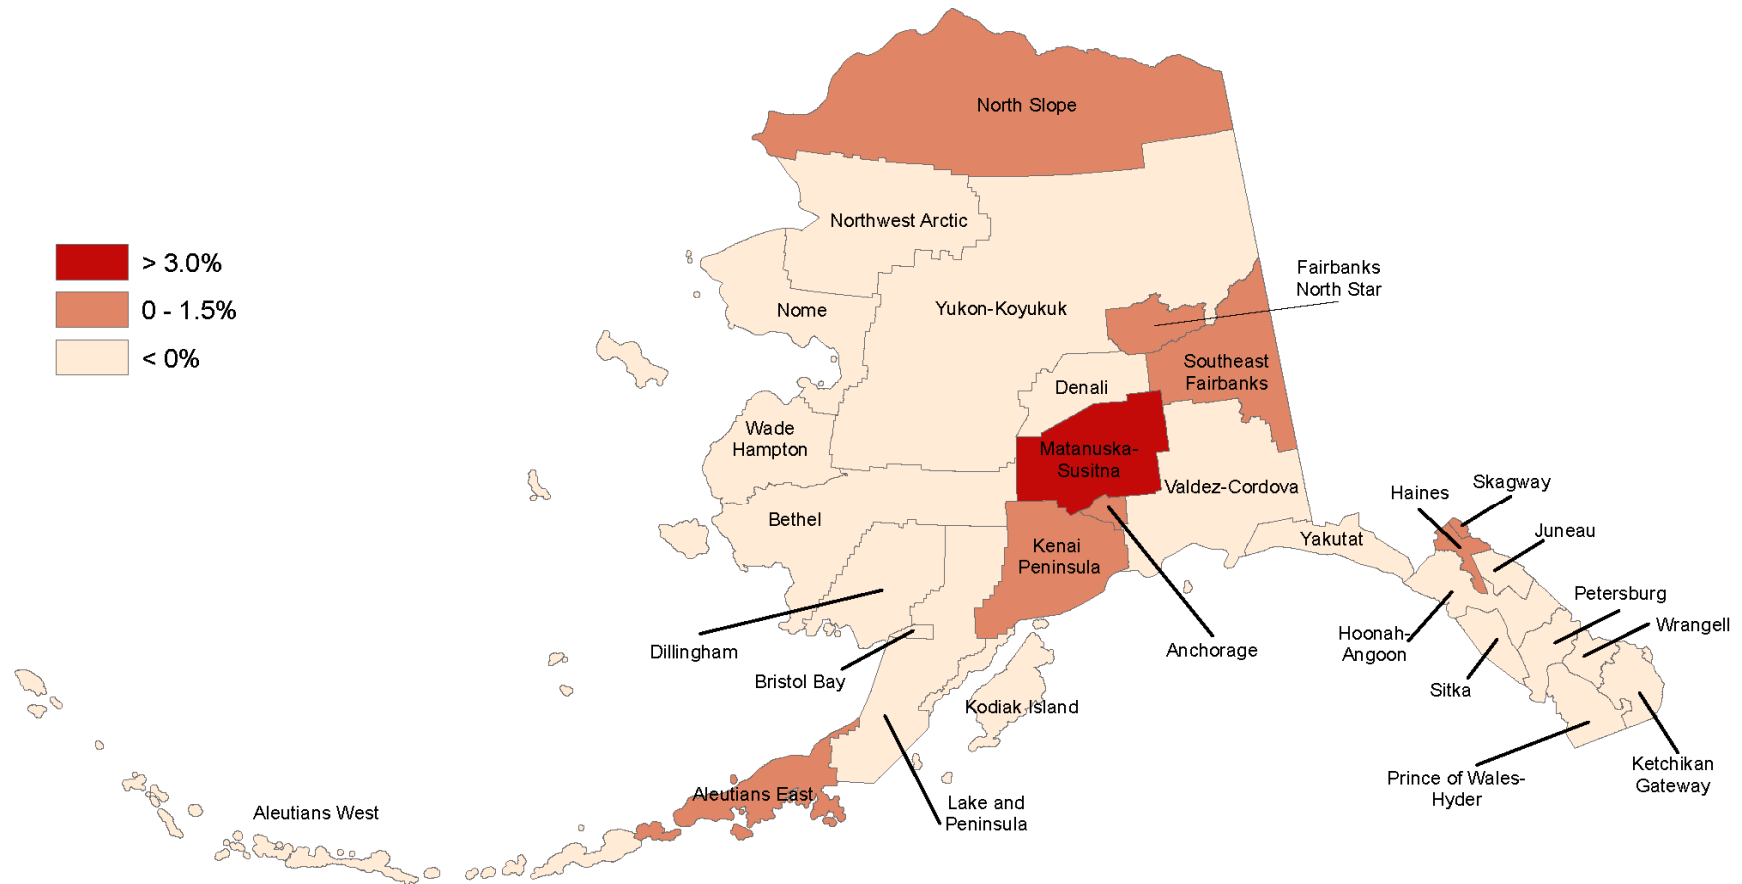 North Slope
Northwest Arctic
> 3.0%
0 - 1.5%
< 0%
Nome
Yukon-Koyukuk
Fairbanks
North Star
Southeast
Fairbanks
Denali
Wade
Hampton
Matanuska-
Susitna
Valdez-Cordova
Bethel
Kenai
Peninsula
Yakutat
Haines
Skagway
Juneau
Petersburg
Wrangell
Hoonah-
Angoon
Sitka
Dillingham
Bristol Bay
Anchorage
Kodiak Island
Prince of Wales-
Hyder
Ketchikan
Gateway
Aleutians East
Lake and
Peninsula
Aleutians West